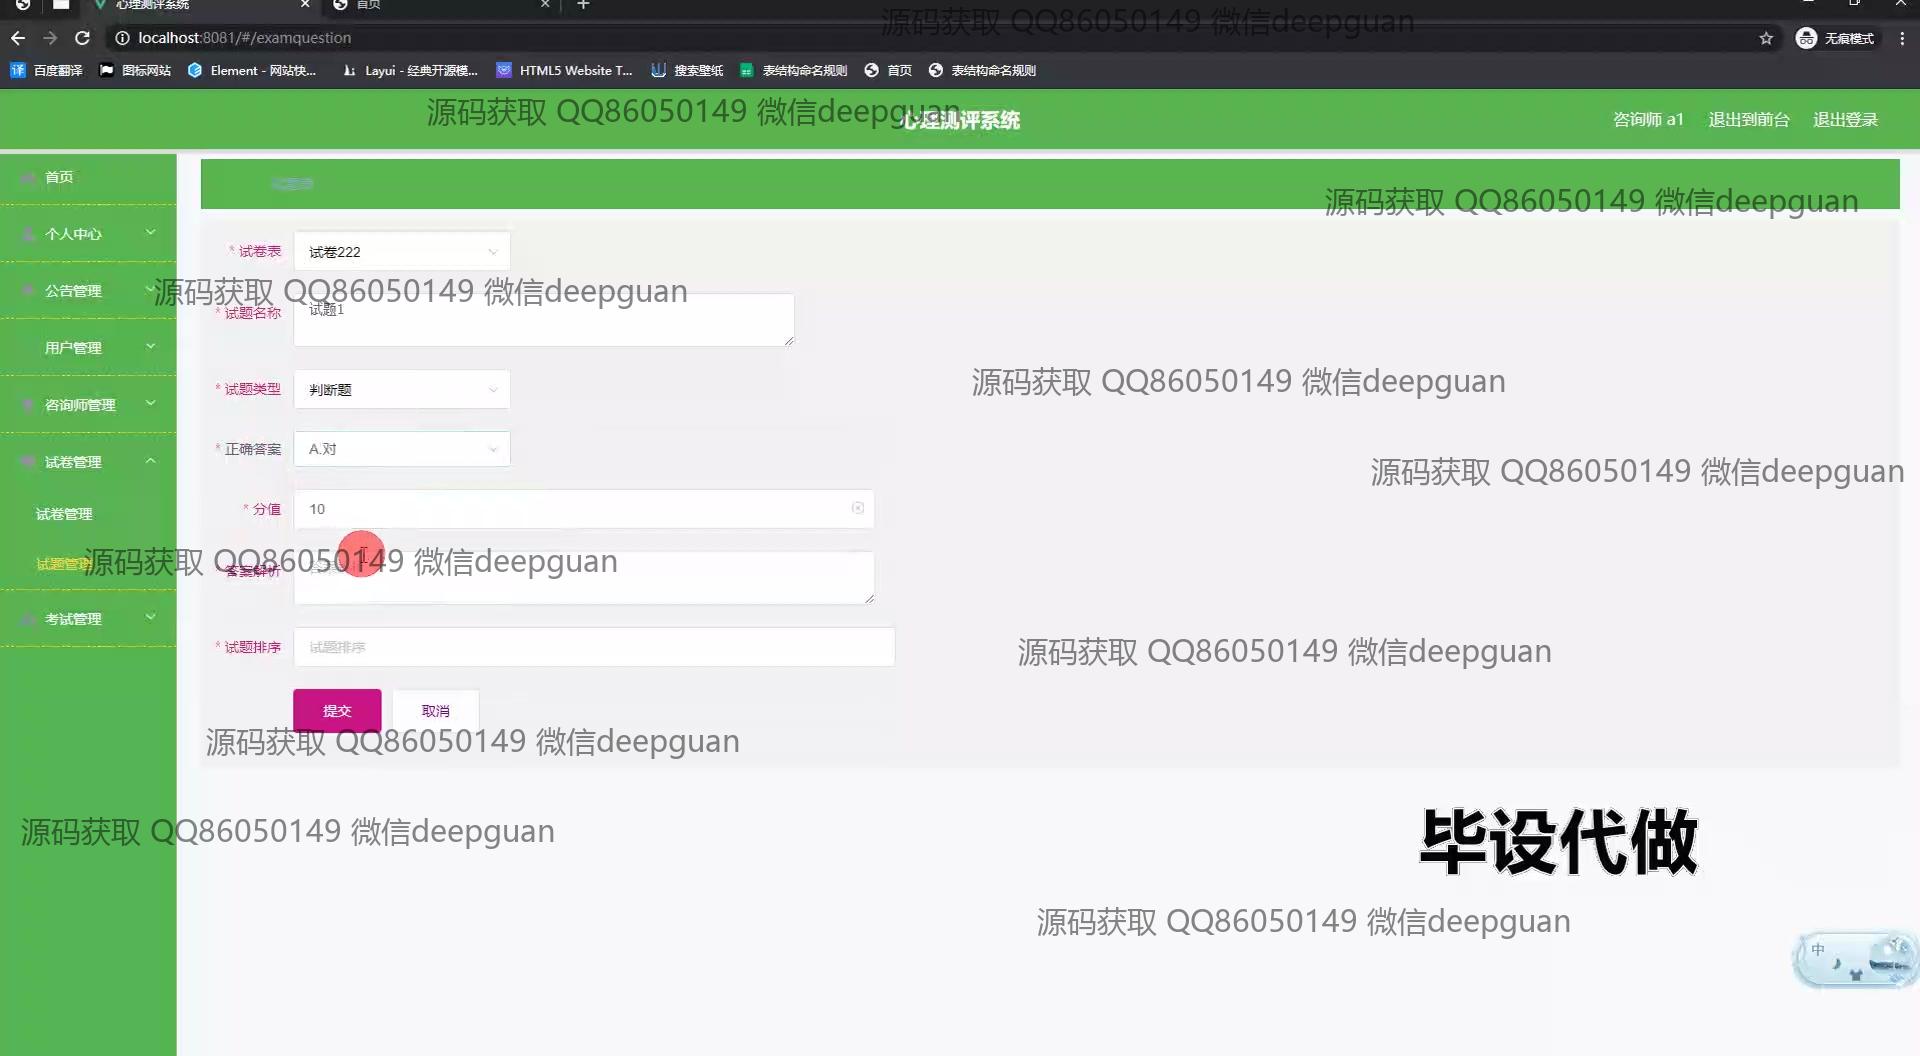 心理测评系统
首页
源码获取 QQ86050149 微信deepguan
localhost:8081/#/examquestion
无痕模式
百度翻译
图标网站
Element - 网站快...
Layui - 经典开源模...
HTML5 Website T...
搜索壁纸
表结构命名规则
首页
表结构命名规则
源码获取 QQ86050149 微信deepguan
心理测评系统
咨询师 a1
退出到前台
退出登录
首页
源码获取 QQ86050149 微信deepguan
个人中心
* 试卷表
试卷222
公告管理
源码获取 QQ86050149 微信deepguan
* 试题名称
试题1
用户管理
源码获取 QQ86050149 微信deepguan
* 试题类型
判断题
咨询师管理
* 正确答案
A.对
试卷管理
源码获取 QQ86050149 微信deepguan
* 分值
10
试卷管理
试题管理
源码获取 QQ86050149 微信deepguan
答案解析
考试管理
* 试题排序
试题排序
源码获取 QQ86050149 微信deepguan
提交
取消
源码获取 QQ86050149 微信deepguan
源码获取 QQ86050149 微信deepguan
毕设代做
源码获取 QQ86050149 微信deepguan
中